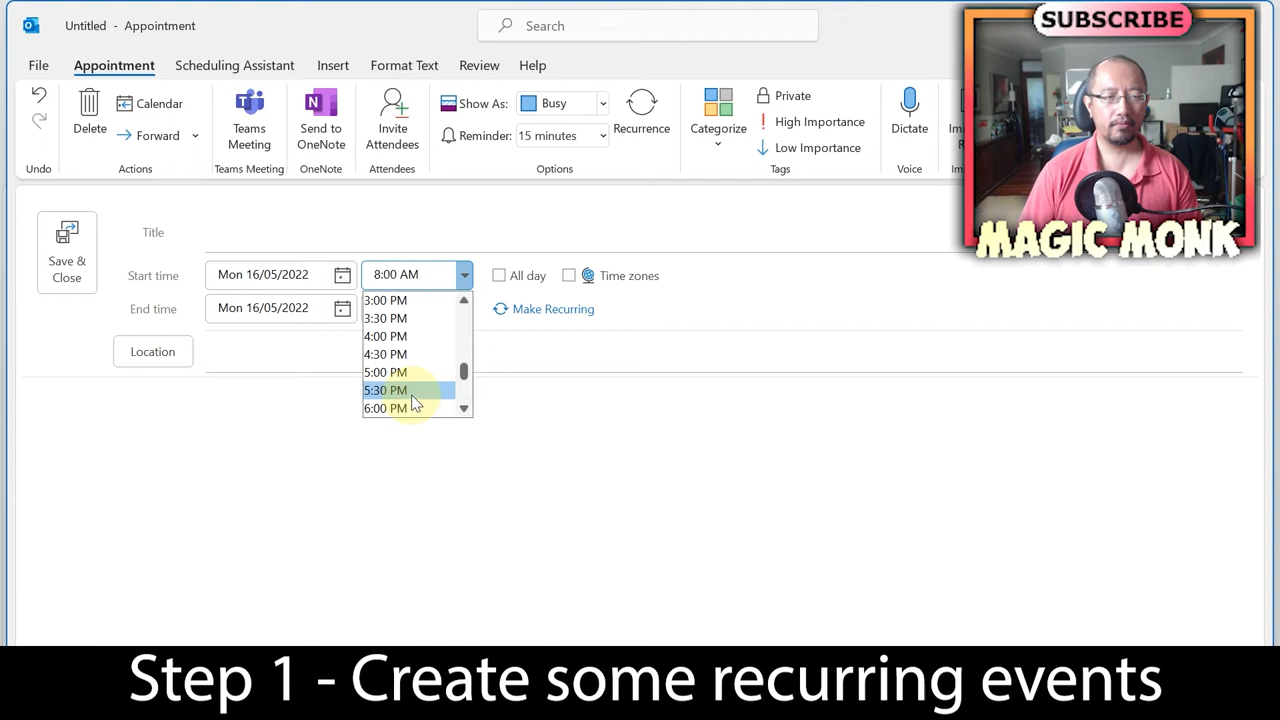 Untitled - Appointment
Search
SUBSCRIBE
File Appointment Scheduling Assistant Insert Format Text Review Help
Delete
Calendar
Forward
Teams Meeting
Send to OneNote
Invite Attendees
Show As: Busy
Reminder: 15 minutes
Recurrence
Categorize
Private
High Importance
Low Importance
Dictate
Undo Actions Teams Meeting OneNote Attendees Options Tags Voice
MAGIC MONK
Save & Close
Title
Start time Mon 16/05/2022 8:00 AM All day Time zones
End time Mon 16/05/2022 Make Recurring
Location
3:00 PM
3:30 PM
4:00 PM
4:30 PM
5:00 PM
5:30 PM
6:00 PM
Step 1 - Create some recurring events